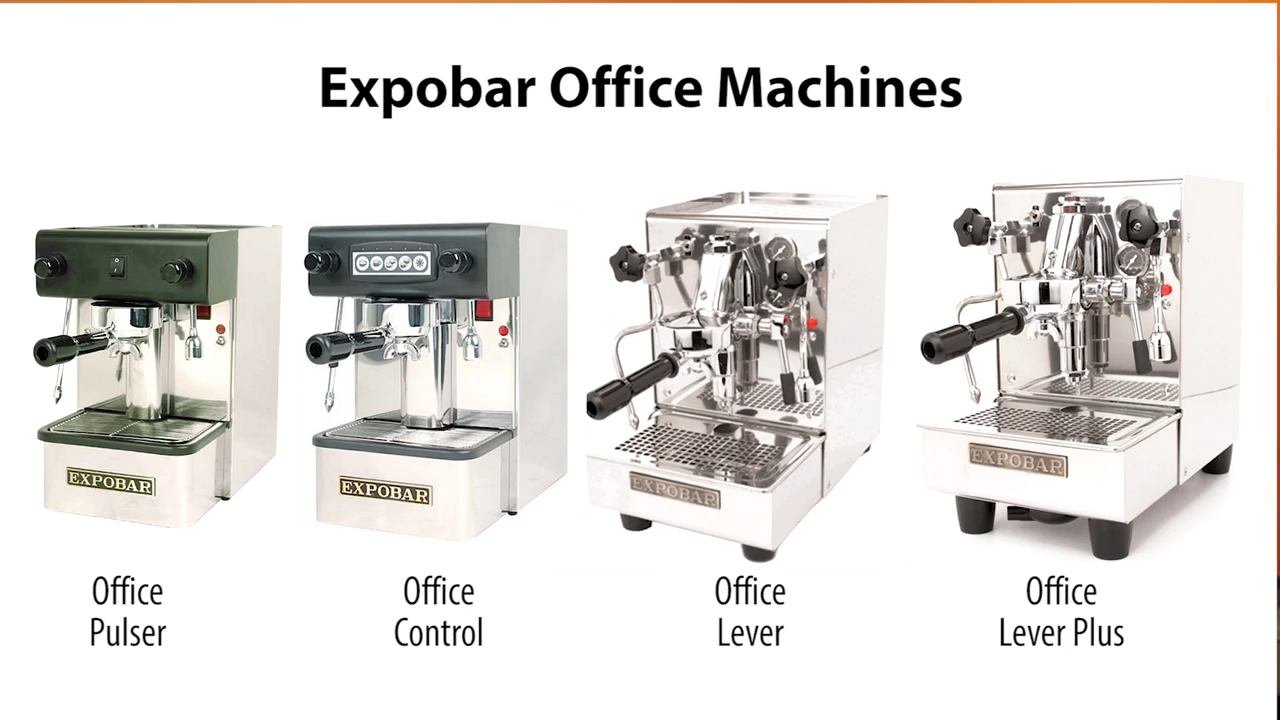 Expobar Office Machines
EXPOBAR
EXPOBAR
EXPOBAR
EXPOBAR
Office
Pulser
Office
Control
Office
Lever
Office
Lever Plus